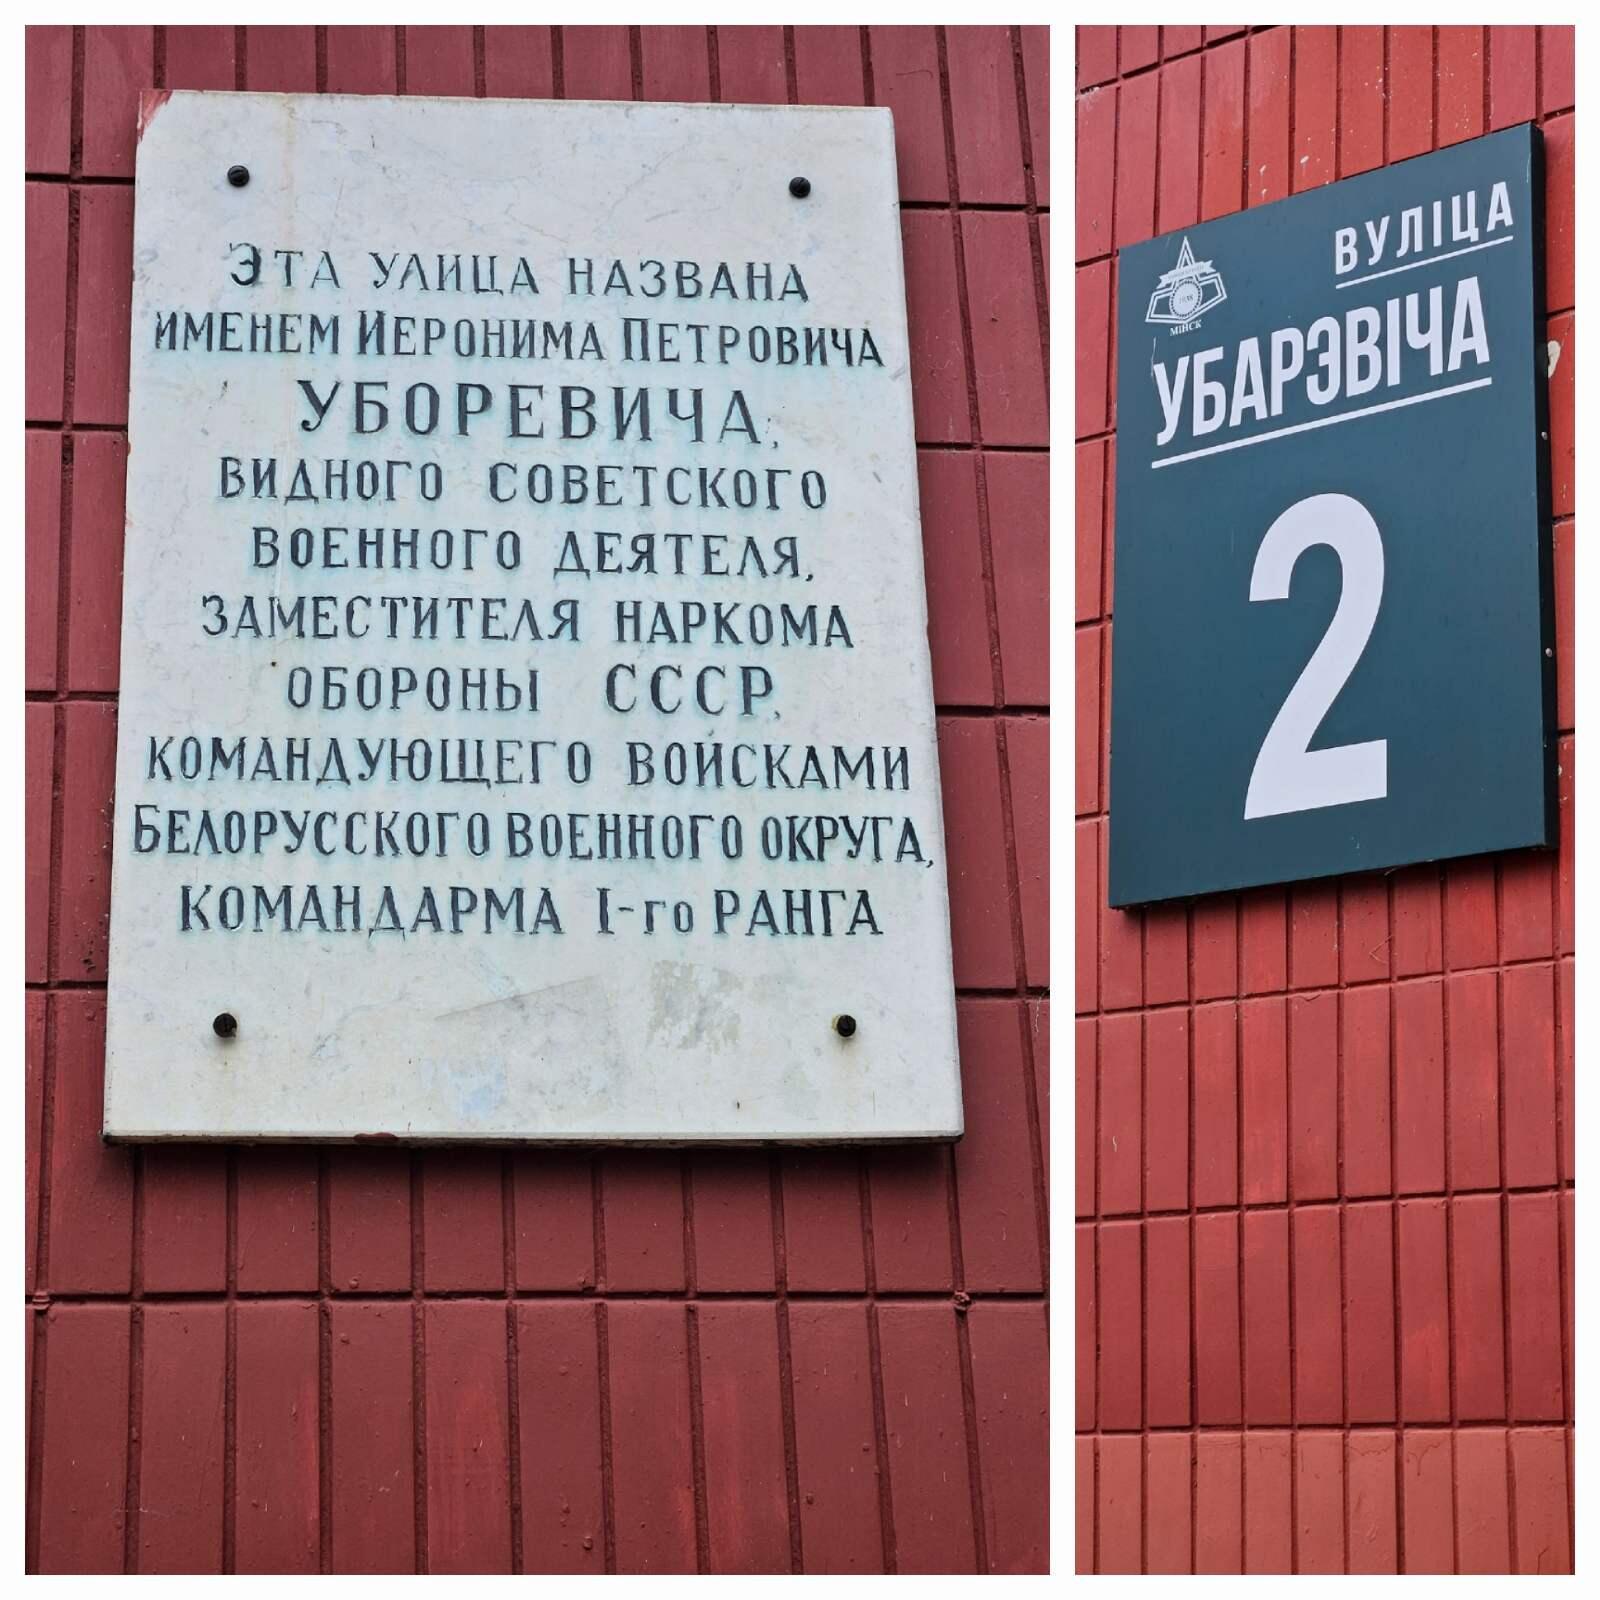 ЭТА УЛИЦА НАЗВАНА
ИМЕНЕМ ИЕРОНИМА ПЕТРОВИЧА
УБОРЕВИЧА,
ВИДНОГО СОВЕТСКОГО
ВОЕННОГО ДЕЯТЕЛЯ,
ЗАМЕСТИТЕЛЯ НАРКОМА
ОБОРОНЫ СССР,
КОМАНДУЮЩЕГО ВОЙСКАМИ
БЕЛОРУССКОГО ВОЕННОГО ОКРУГА,
КОМАНДАРМА I-го РАНГА
ВУЛІЦА
МІНСК
УБАРЭВІЧА
2